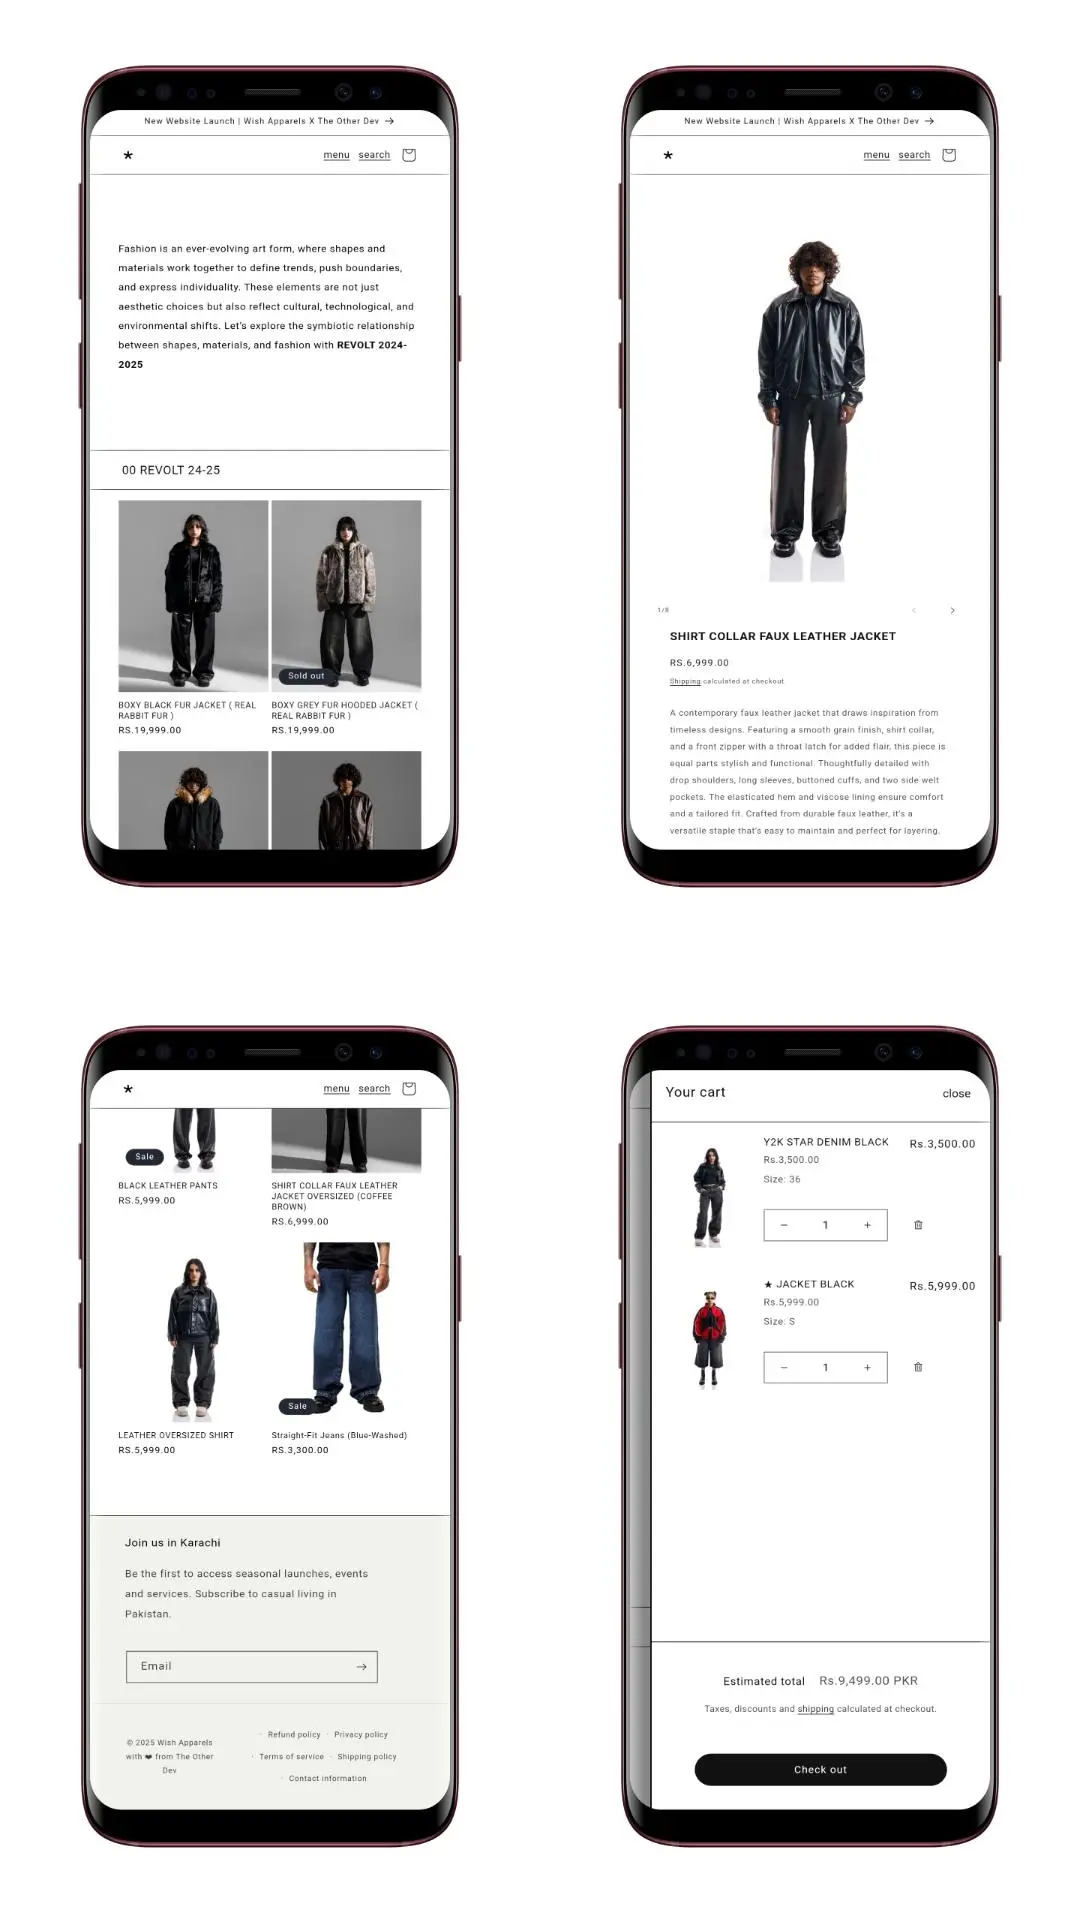 New Website Launch | Wish Apparels X The Other Dev →
* menu search
Fashion is an ever-evolving art form, where shapes and
materials work together to define trends, push boundaries,
and express individuality. These elements are not just
aesthetic choices but also reflect cultural, technological, and
environmental shifts. Let's explore the symbiotic relationship
between shapes, materials, and fashion with REVOLT 2024-
2025
00 REVOLT 24-25
Sold out
BOXY BLACK FUR JACKET ( REAL
RABBIT FUR )
RS.19,999.00
BOXY GREY FUR HOODED JACKET (
REAL RABBIT FUR )
RS.19,999.00
New Website Launch | Wish Apparels X The Other Dev →
* menu search
1/8
SHIRT COLLAR FAUX LEATHER JACKET
RS.6,999.00
Shipping calculated at checkout
A contemporary faux leather jacket that draws inspiration from
timeless designs. Featuring a smooth grain finish, shirt collar,
and a front zipper with a throat latch for added flair, this piece is
equal parts stylish and functional. Thoughtfully detailed with
drop shoulders, long sleeves, buttoned cuffs, and two side welt
pockets. The elasticated hem and viscose lining ensure comfort
and a tailored fit. Crafted from durable faux leather, it's a
versatile staple that's easy to maintain and perfect for layering.
* menu search
Sale
BLACK LEATHER PANTS
RS.5,999.00
SHIRT COLLAR FAUX LEATHER
JACKET OVERSIZED (COFFEE
BROWN)
RS.6,999.00
Sale
LEATHER OVERSIZED SHIRT
RS.5,999.00
Straight-Fit Jeans (Blue-Washed)
RS.3,300.00
Join us in Karachi
Be the first to access seasonal launches, events
and services. Subscribe to casual living in
Pakistan.
Email →
© 2025 Wish Apparels
with ❤ from The Other
Dev
· Refund policy · Privacy policy
· Terms of service · Shipping policy
· Contact information
Your cart close
Y2K STAR DENIM BLACK Rs.3,500.00
Rs.3,500.00
Size: 36
− 1 +
★ JACKET BLACK Rs.5,999.00
Rs.5,999.00
Size: S
− 1 +
Estimated total Rs.9,499.00 PKR
Taxes, discounts and shipping calculated at checkout.
Check out